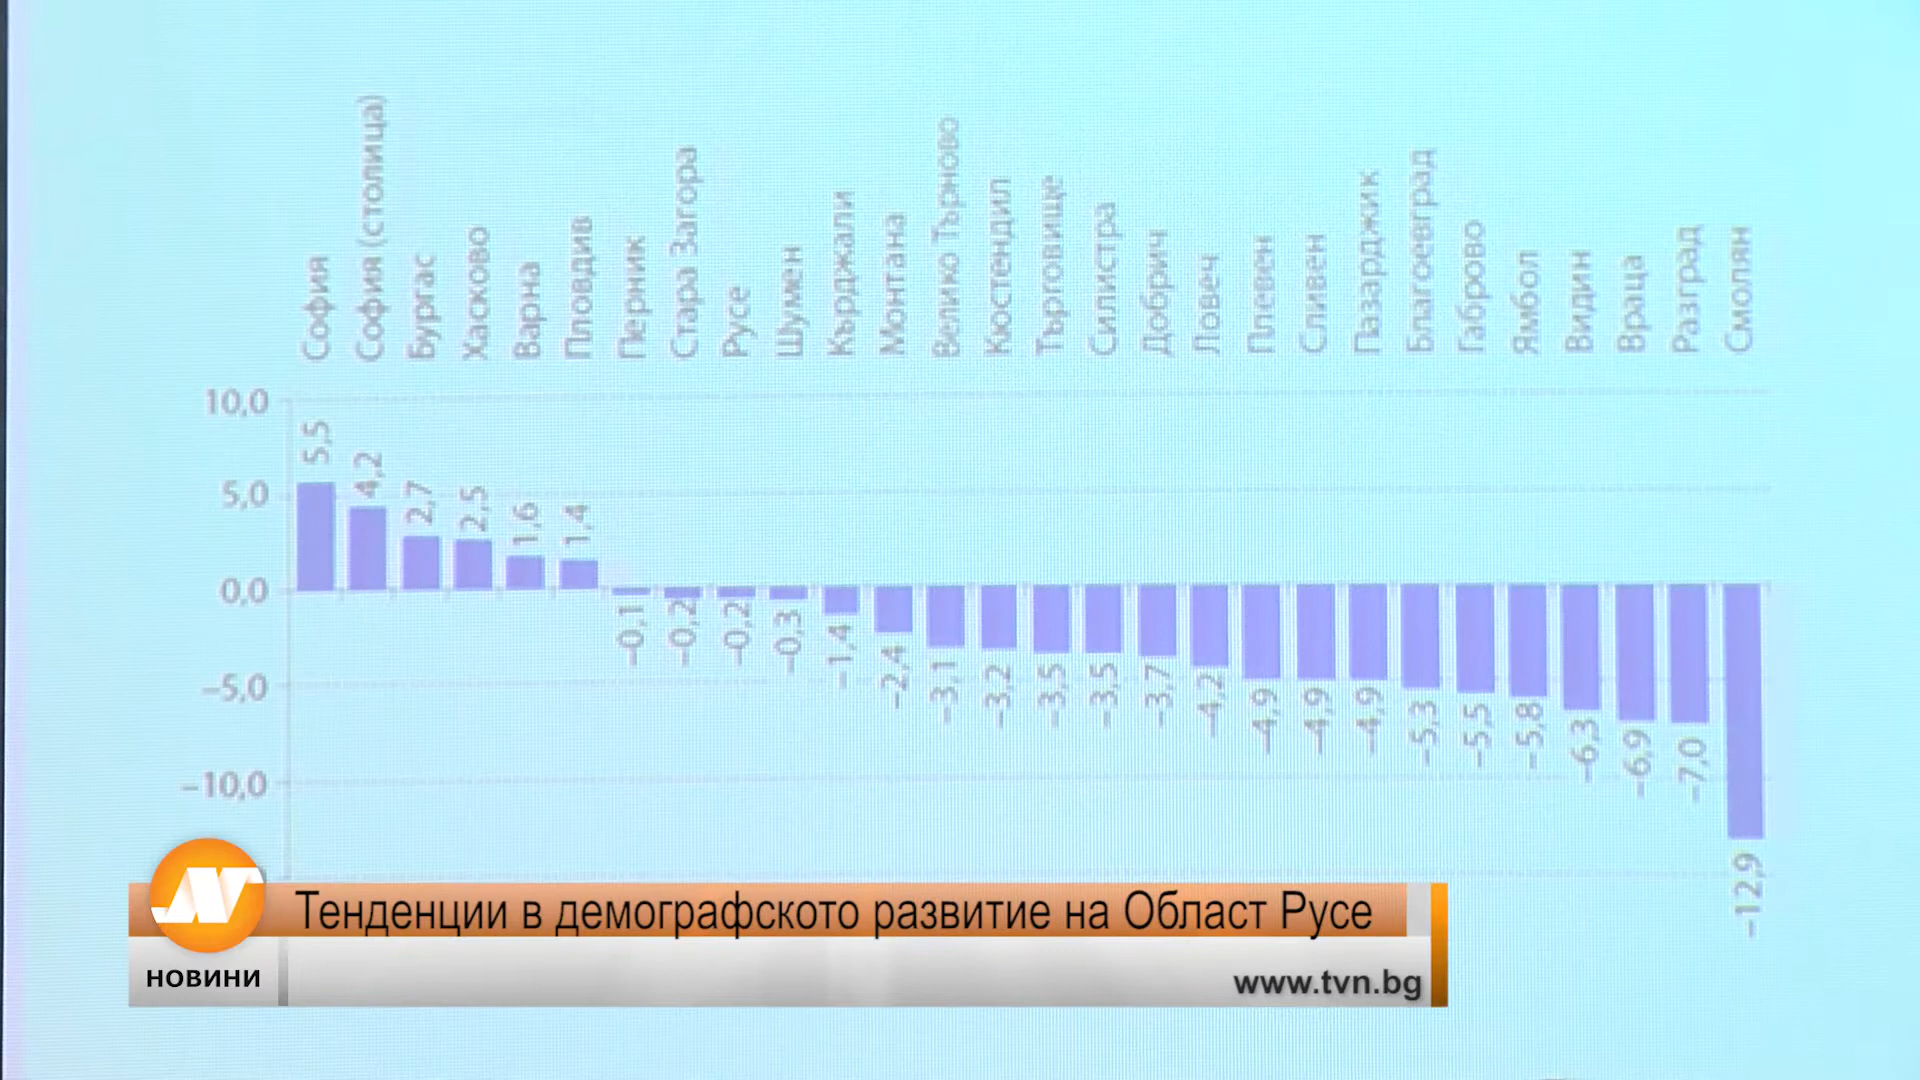 София
София (столица)
Бургас
Хасково
Варна
Пловдив
Перник
Стара Загора
Русе
Шумен
Кърджали
Монтана
Велико Търново
Кюстендил
Търговище
Силистра
Добрич
Ловеч
Плевен
Сливен
Пазарджик
Благоевград
Габрово
Ямбол
Видин
Враца
Разград
Смолян
10,0
5,0
0,0
–5,0
–10,0
5,5
4,2
2,7
2,5
1,6
1,4
–0,1
–0,2
–0,2
–0,3
–1,4
–2,4
–3,1
–3,2
–3,5
–3,5
–3,7
–4,2
–4,9
–4,9
–4,9
–5,3
–5,5
–5,8
–6,3
–6,9
–7,0
–12,9
Тенденции в демографското развитие на Област Русе
НОВИНИ
www.tvn.bg